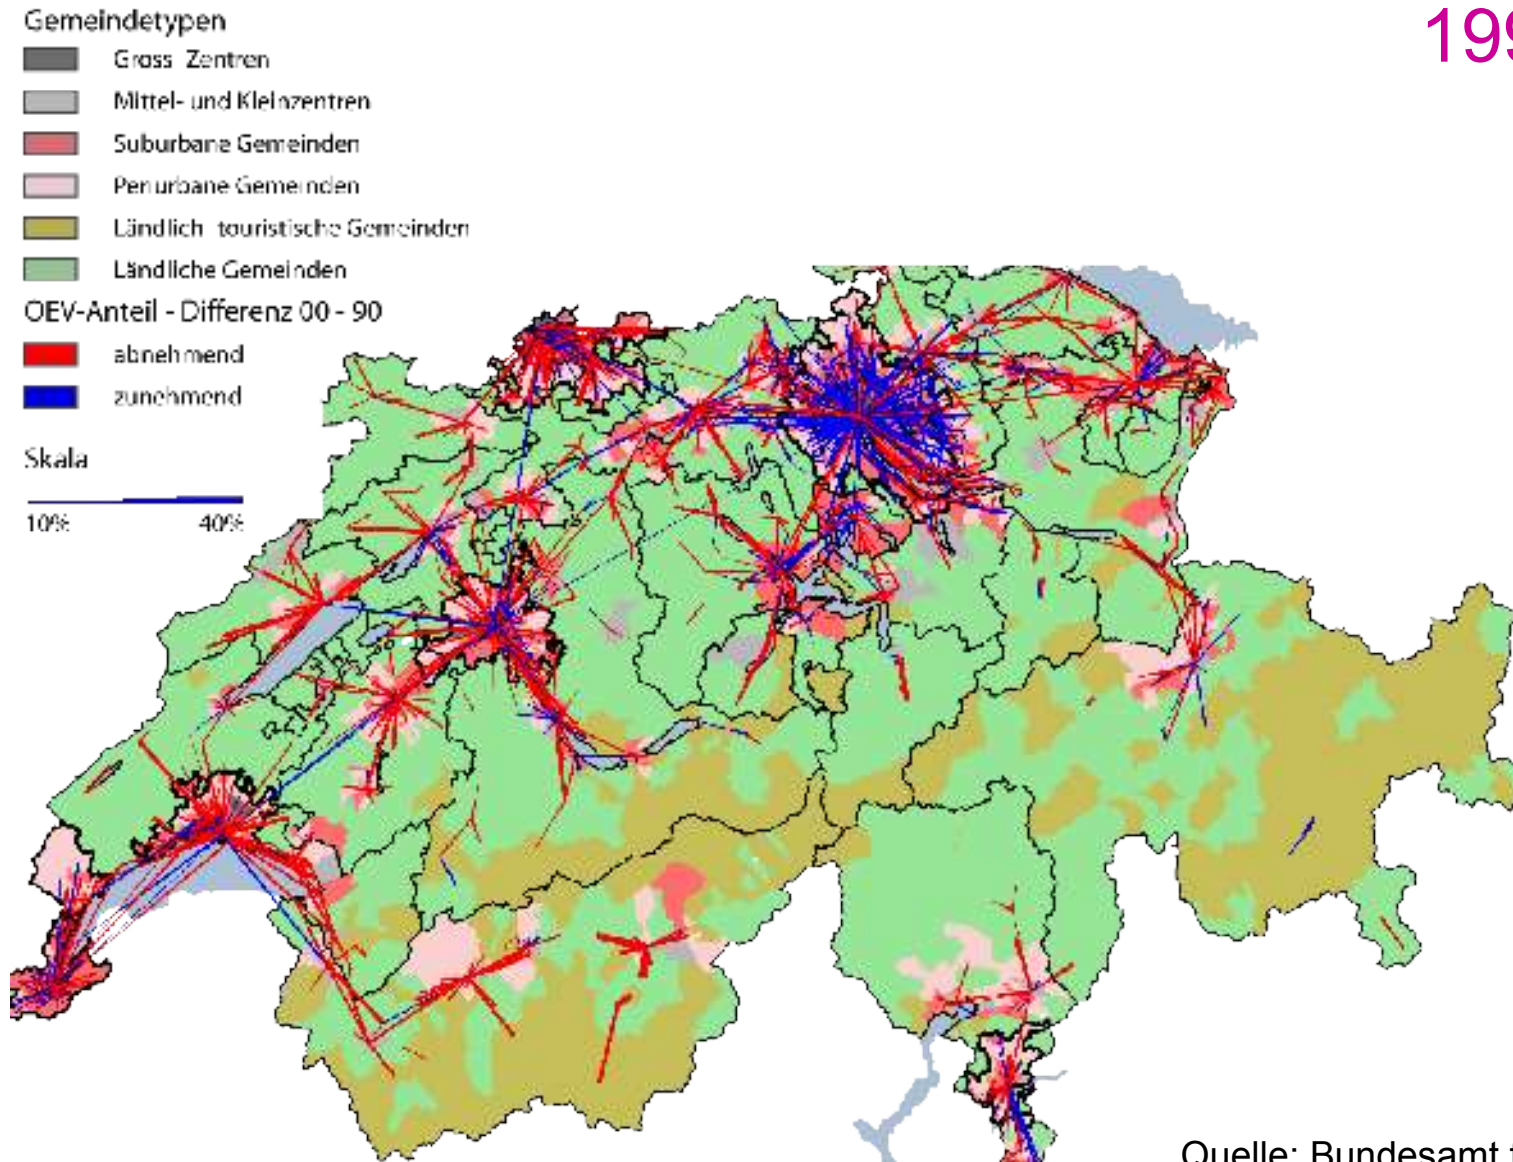 Gemeindetypen
Gross Zentren
Mittel- und Kleinzentren
Suburbane Gemeinden
Periurbane Gemeinden
Ländlich touristische Gemeinden
Ländliche Gemeinden
OEV-Anteil - Differenz 00 - 90
abnehmend
zunehmend
Skala
10% 40%
199
Quelle: Bundesamt f